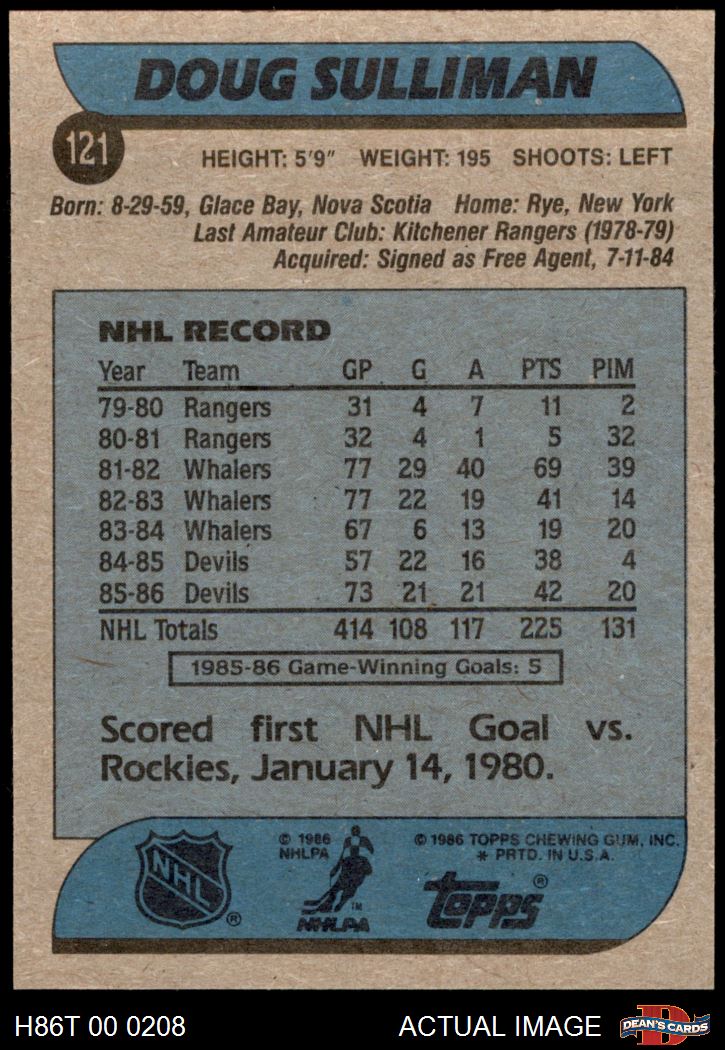 DOUG SULLIMAN
121
HEIGHT: 5'9" WEIGHT: 195 SHOOTS: LEFT
Born: 8-29-59, Glace Bay, Nova Scotia Home: Rye, New York
Last Amateur Club: Kitchener Rangers (1978-79)
Acquired: Signed as Free Agent, 7-11-84
NHL RECORD
Year Team GP G A PTS PIM
79-80 Rangers 31 4 7 11 2
80-81 Rangers 32 4 1 5 32
81-82 Whalers 77 29 40 69 39
82-83 Whalers 77 22 19 41 14
83-84 Whalers 67 6 13 19 20
84-85 Devils 57 22 16 38 4
85-86 Devils 73 21 21 42 20
NHL Totals 414 108 117 225 131
1985-86 Game-Winning Goals: 5
Scored first NHL Goal vs.
Rockies, January 14, 1980.
NHL ®
© 1986
NHLPA
TM
NHLPA
© 1986 TOPPS CHEWING GUM, INC.
* PRTD. IN U.S.A.
topps ®
H86T 00 0208 ACTUAL IMAGE
D
DEAN'S CARDS